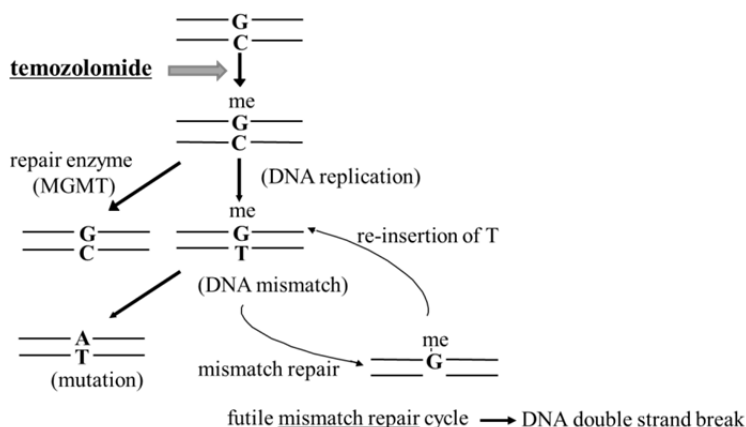 G
C
temozolomide
me
G
C
repair enzyme
(MGMT)
(DNA replication)
me
G
C
G
T
re-insertion of T
(DNA mismatch)
A
T
(mutation)
mismatch repair
me
G
futile mismatch repair cycle
DNA double strand break